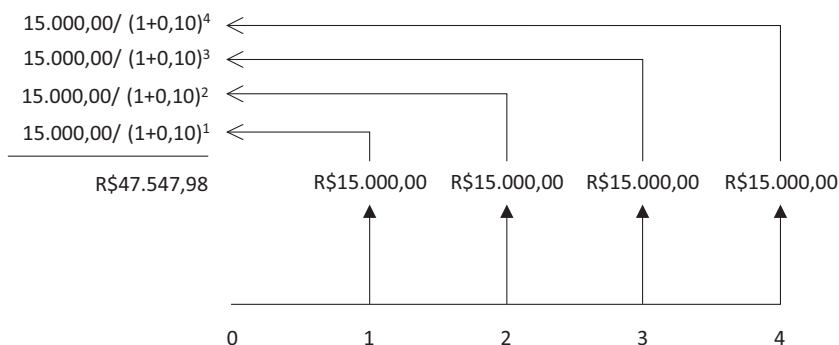 15.000,00/ (1+0,10)⁴
15.000,00/ (1+0,10)³
15.000,00/ (1+0,10)²
15.000,00/ (1+0,10)¹
R$47.547,98 R$15.000,00 R$15.000,00 R$15.000,00 R$15.000,00
0 1 2 3 4